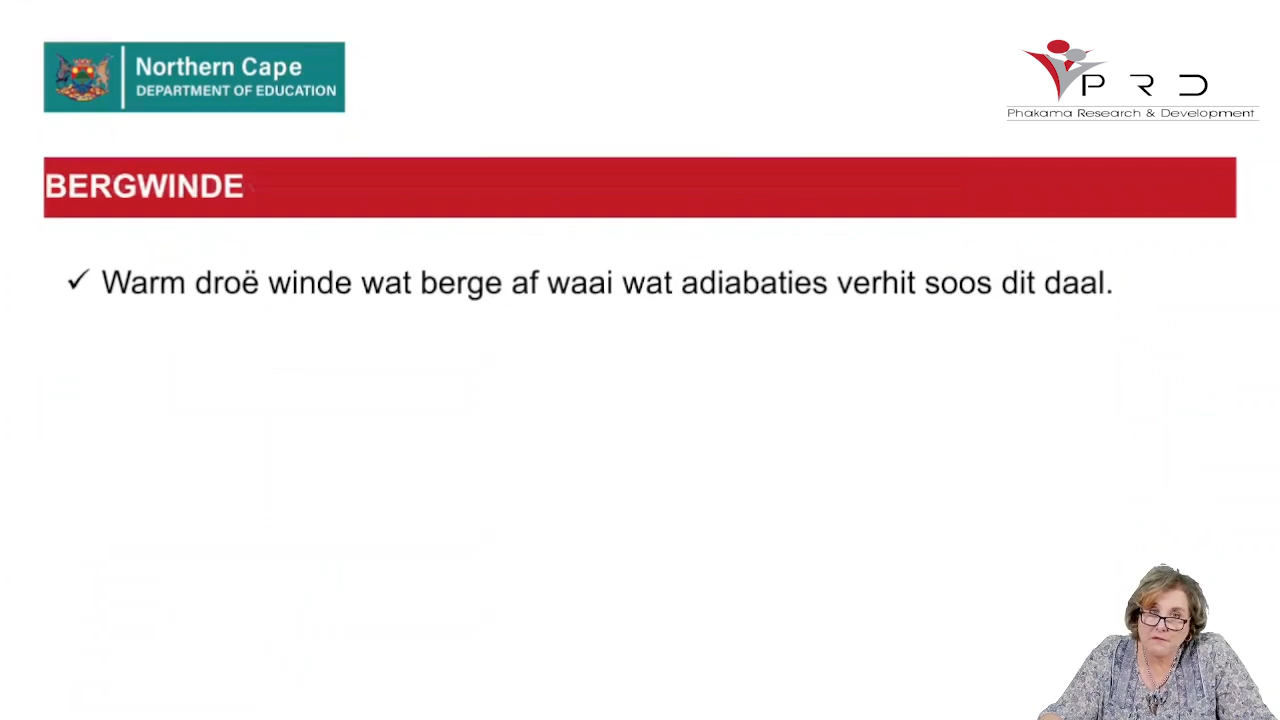 Northern Cape
DEPARTMENT OF EDUCATION
PRD
Phakama Research & Development
BERGWINDE
✓ Warm droë winde wat berge af waai wat adiabaties verhit soos dit daal.